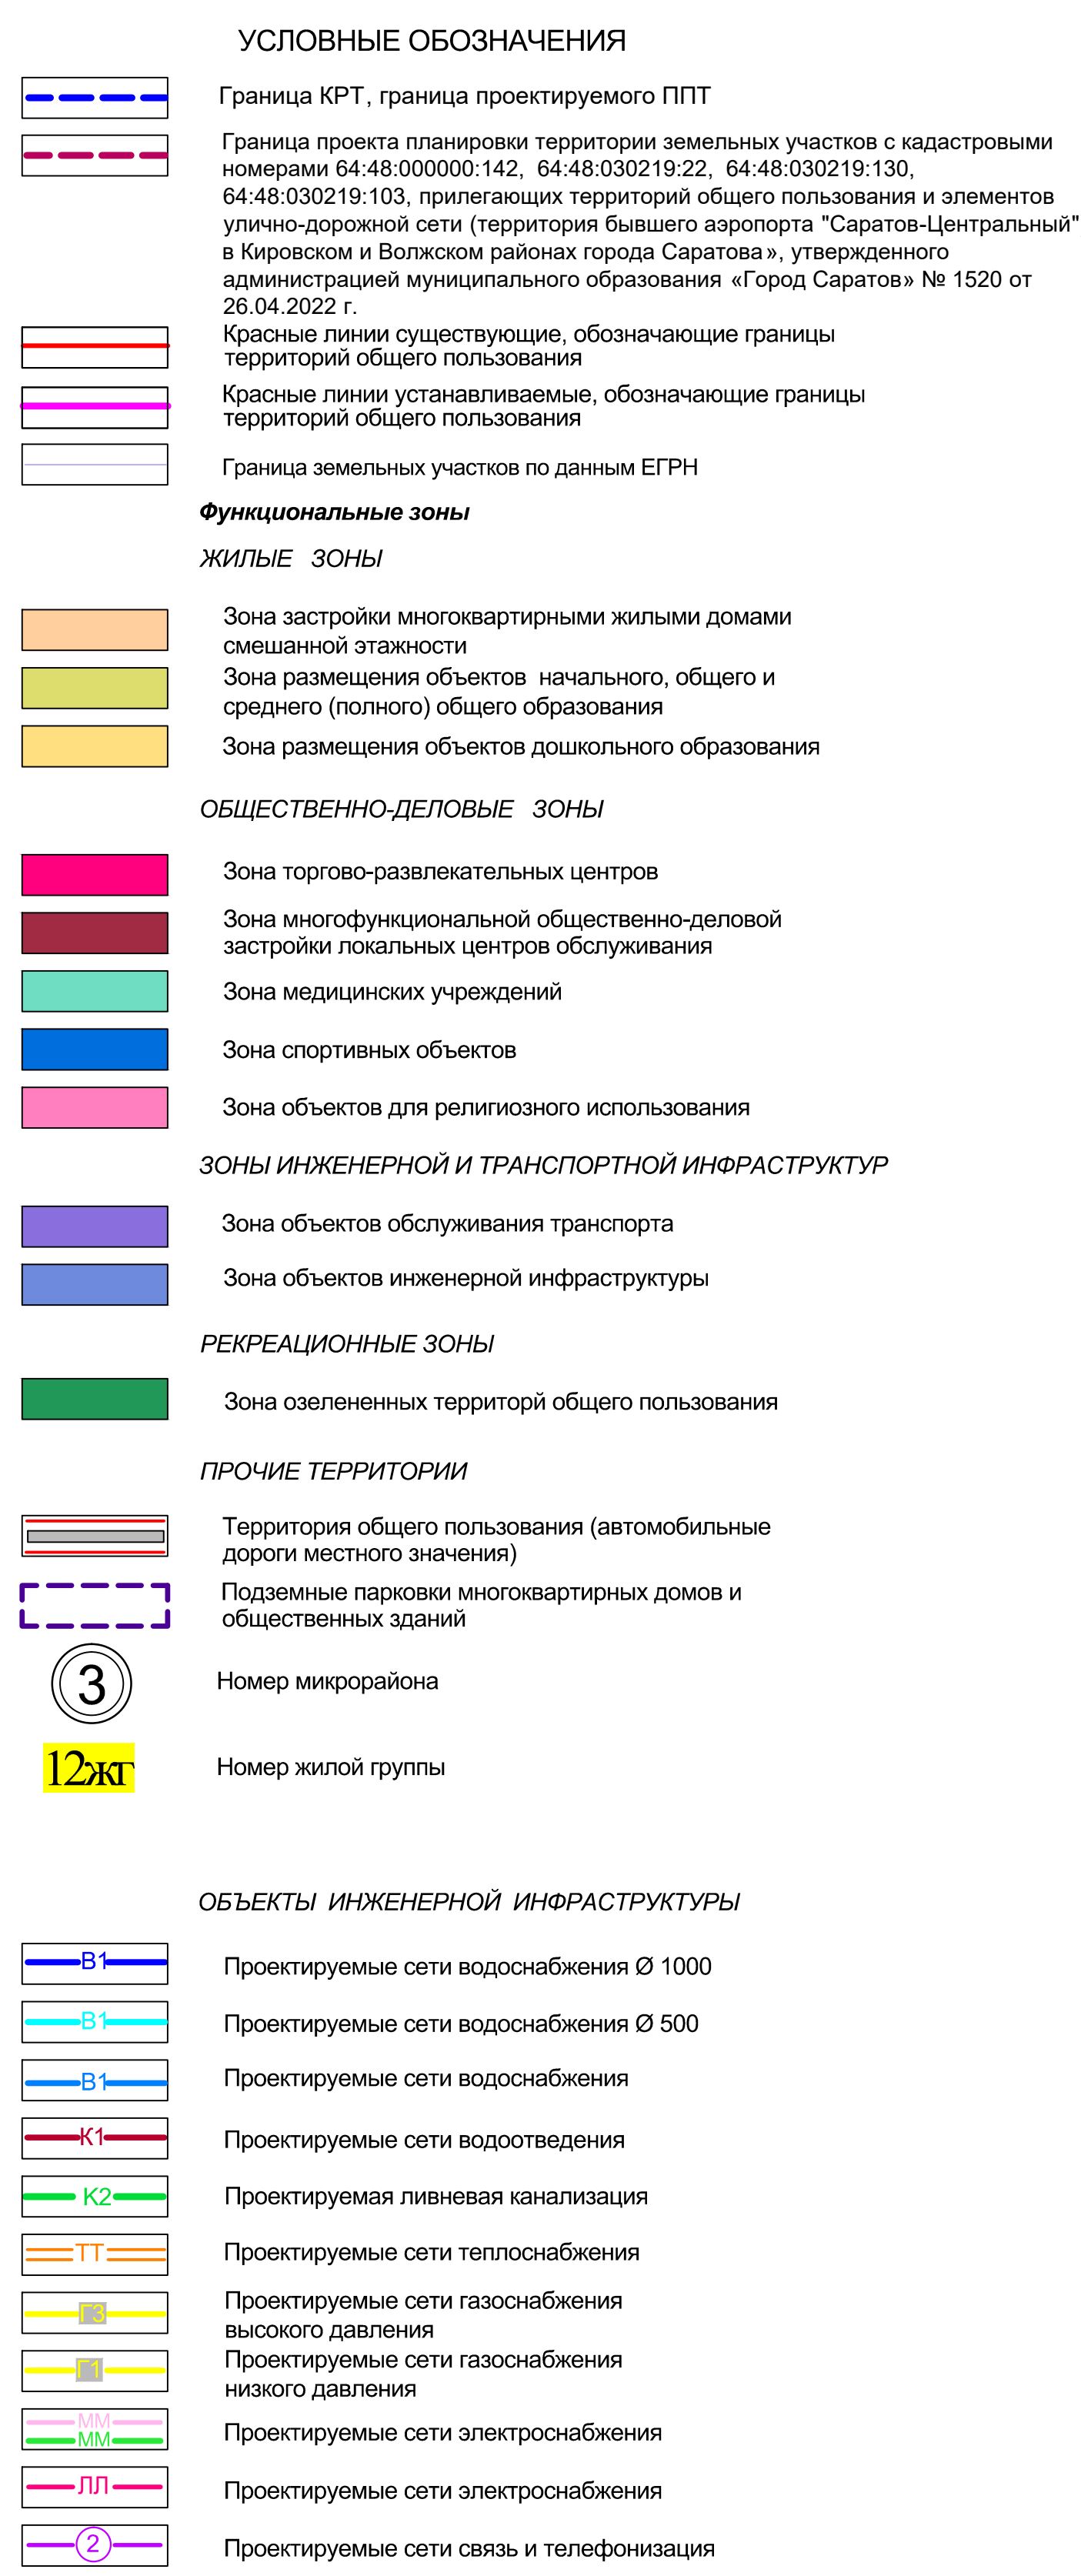 УСЛОВНЫЕ ОБОЗНАЧЕНИЯ
Граница КРТ, граница проектируемого ППТ
Граница проекта планировки территории земельных участков с кадастровыми
номерами 64:48:000000:142, 64:48:030219:22, 64:48:030219:130,
64:48:030219:103, прилегающих территорий общего пользования и элементов
улично-дорожной сети (территория бывшего аэропорта "Саратов-Центральный"
в Кировском и Волжском районах города Саратова», утвержденного
администрацией муниципального образования «Город Саратов» № 1520 от
26.04.2022 г.
Красные линии существующие, обозначающие границы
территорий общего пользования
Красные линии устанавливаемые, обозначающие границы
территорий общего пользования
Граница земельных участков по данным ЕГРН
Функциональные зоны
ЖИЛЫЕ ЗОНЫ
Зона застройки многоквартирными жилыми домами
смешанной этажности
Зона размещения объектов начального, общего и
среднего (полного) общего образования
Зона размещения объектов дошкольного образования
ОБЩЕСТВЕННО-ДЕЛОВЫЕ ЗОНЫ
Зона торгово-развлекательных центров
Зона многофункциональной общественно-деловой
застройки локальных центров обслуживания
Зона медицинских учреждений
Зона спортивных объектов
Зона объектов для религиозного использования
ЗОНЫ ИНЖЕНЕРНОЙ И ТРАНСПОРТНОЙ ИНФРАСТРУКТУР
Зона объектов обслуживания транспорта
Зона объектов инженерной инфраструктуры
РЕКРЕАЦИОННЫЕ ЗОНЫ
Зона озелененных территорй общего пользования
ПРОЧИЕ ТЕРРИТОРИИ
Территория общего пользования (автомобильные
дороги местного значения)
Подземные парковки многоквартирных домов и
общественных зданий
3 Номер микрорайона
12жг Номер жилой группы
ОБЪЕКТЫ ИНЖЕНЕРНОЙ ИНФРАСТРУКТУРЫ
В1 Проектируемые сети водоснабжения Ø 1000
В1 Проектируемые сети водоснабжения Ø 500
В1 Проектируемые сети водоснабжения
К1 Проектируемые сети водоотведения
К2 Проектируемая ливневая канализация
ТТ Проектируемые сети теплоснабжения
Г3 Проектируемые сети газоснабжения
высокого давления
Г1 Проектируемые сети газоснабжения
низкого давления
ММ
ММ Проектируемые сети электроснабжения
ЛЛ Проектируемые сети электроснабжения
2 Проектируемые сети связь и телефонизация